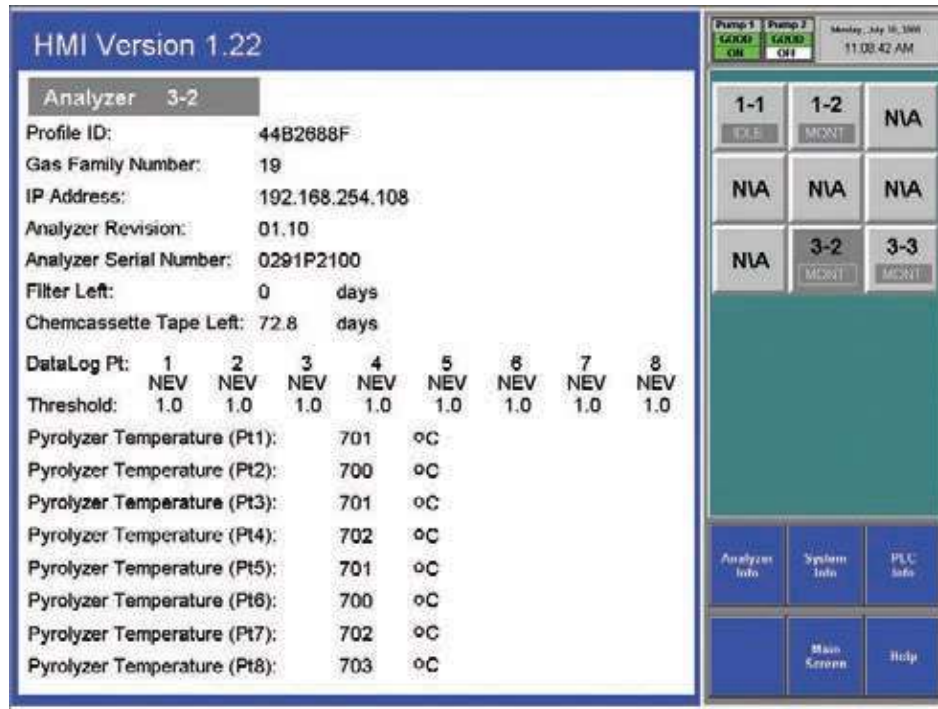 HMI Version 1.22
Analyzer 3-2
Profile ID: 44B2688F
Gas Family Number: 19
IP Address: 192.168.254.108
Analyzer Revision: 01.10
Analyzer Serial Number: 0291P2100
Filter Left: 0 days
Chemcassette Tape Left: 72.8 days
DataLog Pt: 1 2 3 4 5 6 7 8
NEV NEV NEV NEV NEV NEV NEV NEV
Threshold: 1.0 1.0 1.0 1.0 1.0 1.0 1.0 1.0
Pyrolyzer Temperature (Pt1): 701 ºC
Pyrolyzer Temperature (Pt2): 700 ºC
Pyrolyzer Temperature (Pt3): 701 ºC
Pyrolyzer Temperature (Pt4): 702 ºC
Pyrolyzer Temperature (Pt5): 701 ºC
Pyrolyzer Temperature (Pt6): 700 ºC
Pyrolyzer Temperature (Pt7): 702 ºC
Pyrolyzer Temperature (Pt8): 703 ºC
Pump 1 Pump 2
GOOD GOOD
ON OFF
Monday, July 10,
11:08:42 AM
1-1 1-2 N\A
IDLE MONT
N\A N\A N\A
N\A 3-2 3-3
MONT MONT
Analyzer System PLC
Info Info Info
Main Help
Screen